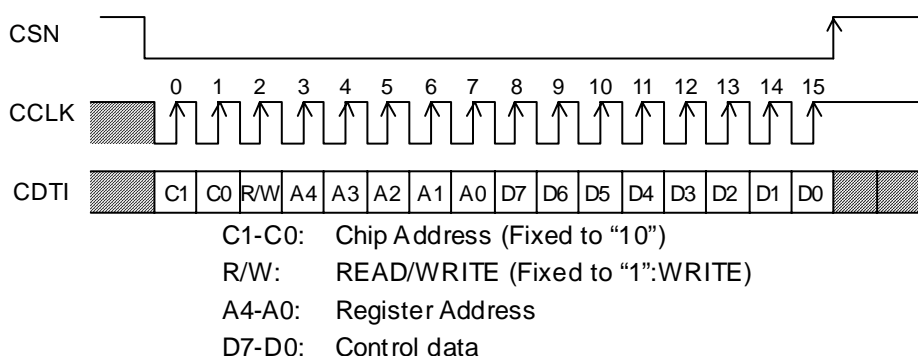 CSN
0 1 2 3 4 5 6 7 8 9 10 11 12 13 14 15
CCLK
CDTI C1 C0 R/W A4 A3 A2 A1 A0 D7 D6 D5 D4 D3 D2 D1 D0
C1-C0: Chip Address (Fixed to “10”)
R/W: READ/WRITE (Fixed to “1”:WRITE)
A4-A0: Register Address
D7-D0: Control data